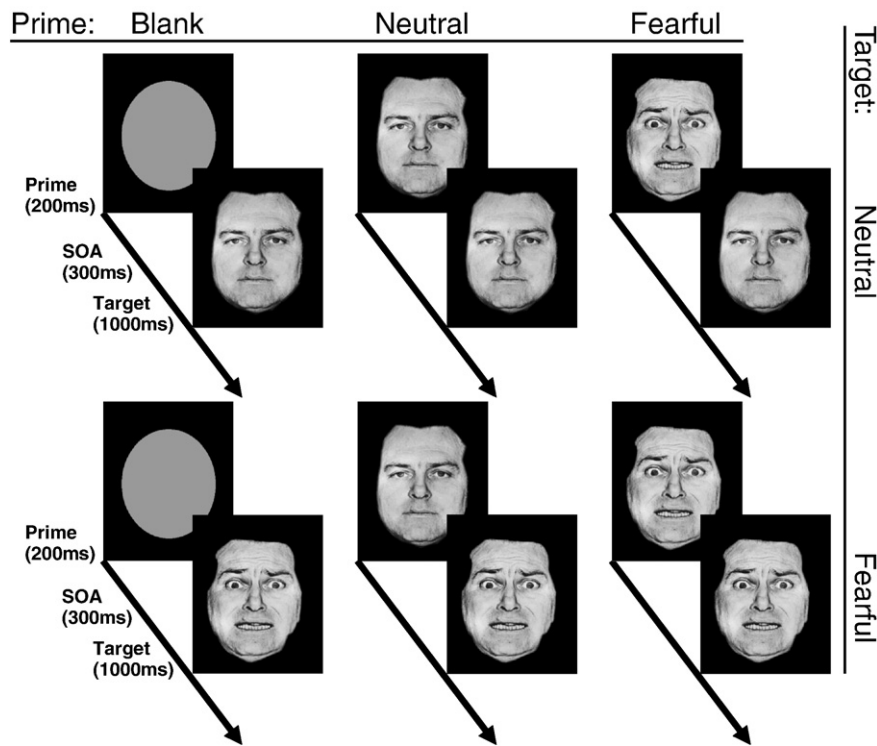 Prime: Blank Neutral Fearful
Target:
Prime
(200ms)
SOA
(300ms)
Target
(1000ms)
Neutral
Prime
(200ms)
SOA
(300ms)
Target
(1000ms)
Fearful